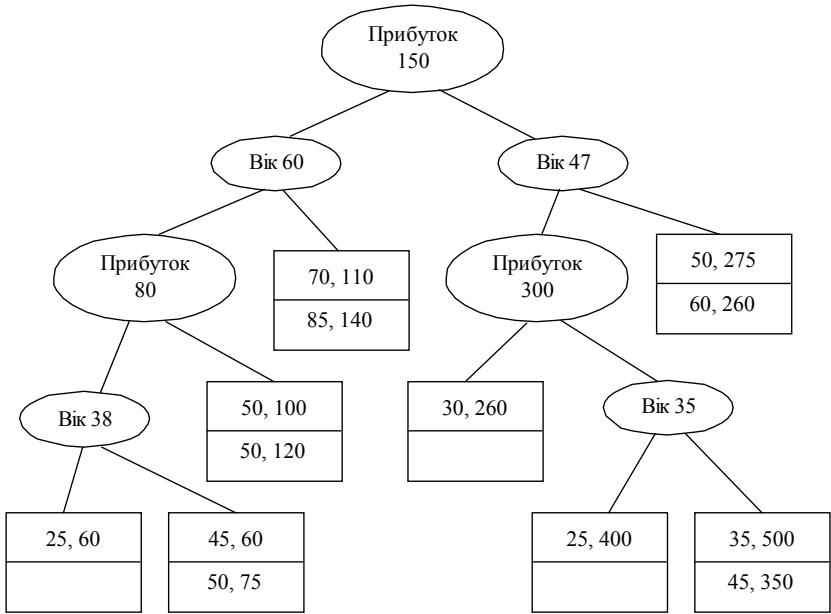 Прибуток
150
Вік 60
Вік 47
Прибуток
80
70, 110
85, 140
Прибуток
300
50, 275
60, 260
Вік 38
50, 100
50, 120
30, 260
Вік 35
25, 60
45, 60
50, 75
25, 400
35, 500
45, 350